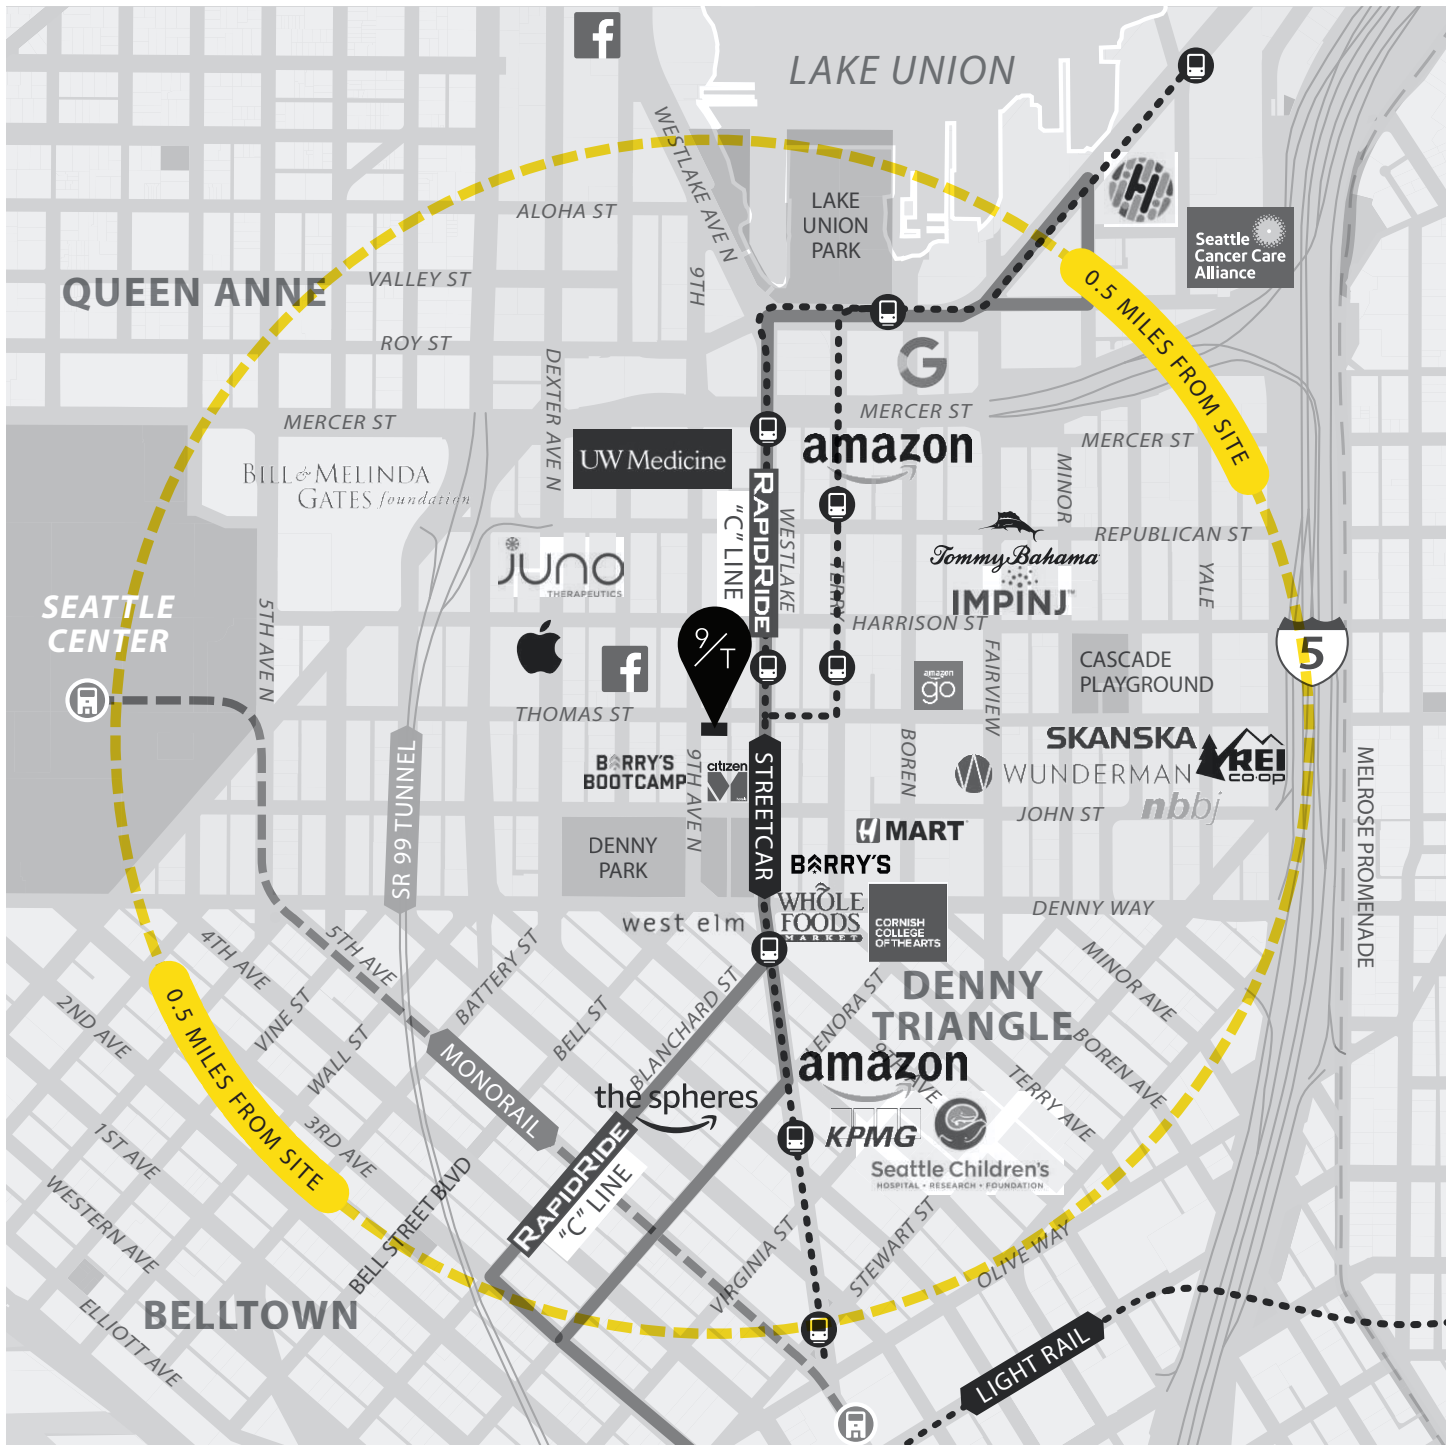 LAKE UNION
WESTLAKE AVE N
LAKE
UNION
PARK
ALOHA ST
Seattle
Cancer Care
Alliance
QUEEN ANNE
VALLEY ST
9TH
0.5 MILES FROM SITE
ROY ST
DEXTER AVE N
G
MERCER ST
MERCER ST
MERCER ST
amazon
UW Medicine
BILL & MELINDA
GATES foundation
RAPIDRIDE
"C" LINE
WESTLAKE
TERRY
MINOR
REPUBLICAN ST
Tommy Bahama
IMPINJ
YALE
juno
THERAPEUTICS
SEATTLE
CENTER
5TH AVE N
HARRISON ST
9/T
5
FAIRVIEW
CASCADE
PLAYGROUND
amazon
go
THOMAS ST
SR 99 TUNNEL
BARRY'S
BOOTCAMP
9TH AVE N
citizen
STREETCAR
BOREN
SKANSKA
REI
CO·OP
WUNDERMAN
nbbj
JOHN ST
MELROSE PROMENADE
H MART
DENNY
PARK
BARRY'S
WHOLE
FOODS
MARKET
CORNISH
COLLEGE
OF THE ARTS
west elm
DENNY WAY
4TH AVE
5TH AVE
BATTERY ST
2ND AVE
VINE ST
WALL ST
BELL ST
BLANCHARD ST
LENORA ST
DENNY
TRIANGLE
MINOR AVE
BOREN AVE
TERRY AVE
9TH AVE
amazon
0.5 MILES FROM SITE
MONORAIL
the spheres
KPMG
Seattle Children's
HOSPITAL • RESEARCH • FOUNDATION
1ST AVE
3RD AVE
WESTERN AVE
BELL STREET BLVD
RAPIDRIDE
"C" LINE
VIRGINIA ST
STEWART ST
OLIVE WAY
BELLTOWN
ELLIOTT AVE
LIGHT RAIL